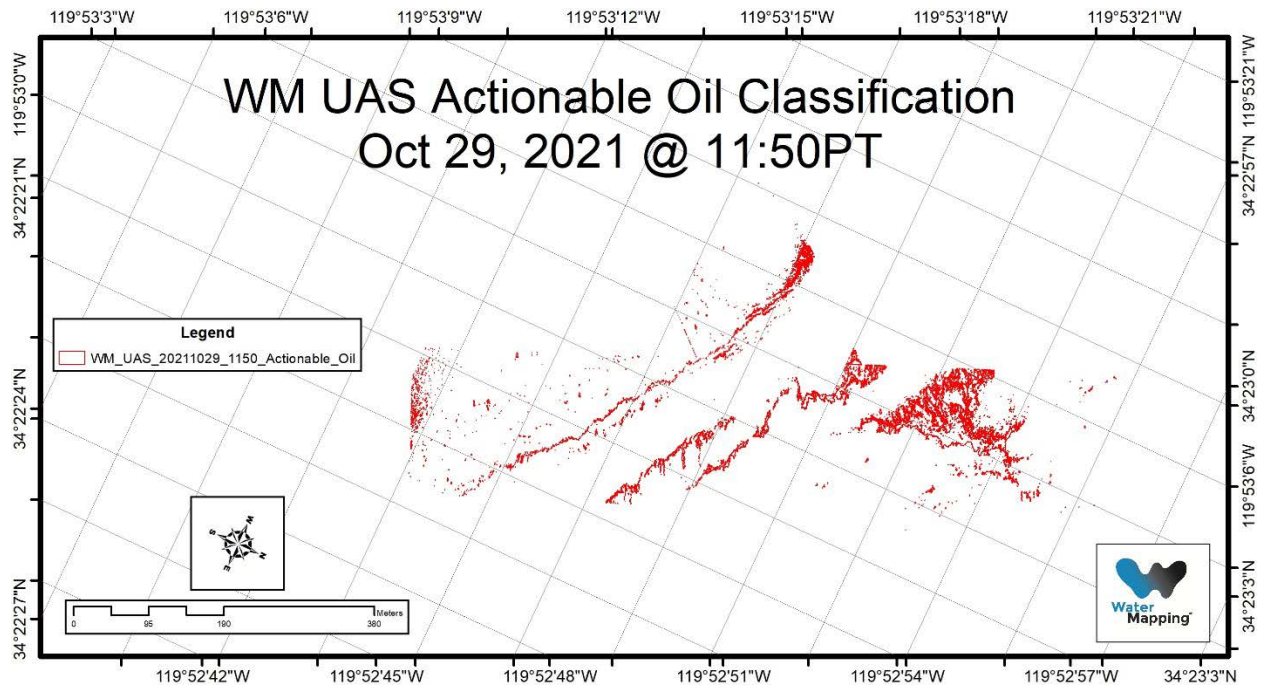 119°53'3"W 119°53'6"W 119°53'9"W 119°53'12"W 119°53'15"W 119°53'18"W 119°53'21"W
119°53'0"W
34°22'21"N
34°22'24"N
34°22'27"N
WM UAS Actionable Oil Classification
Oct 29, 2021 @ 11:50PT
Legend
WM_UAS_20211029_1150_Actionable_Oil
W
S
N
E
Meters
0 95 190 380
Water
Mapping
119°53'21"W
34°22'57"N
34°23'0"N
119°53'6"W
34°23'3"N
119°52'42"W 119°52'45"W 119°52'48"W 119°52'51"W 119°52'54"W 119°52'57"W 34°23'3"N